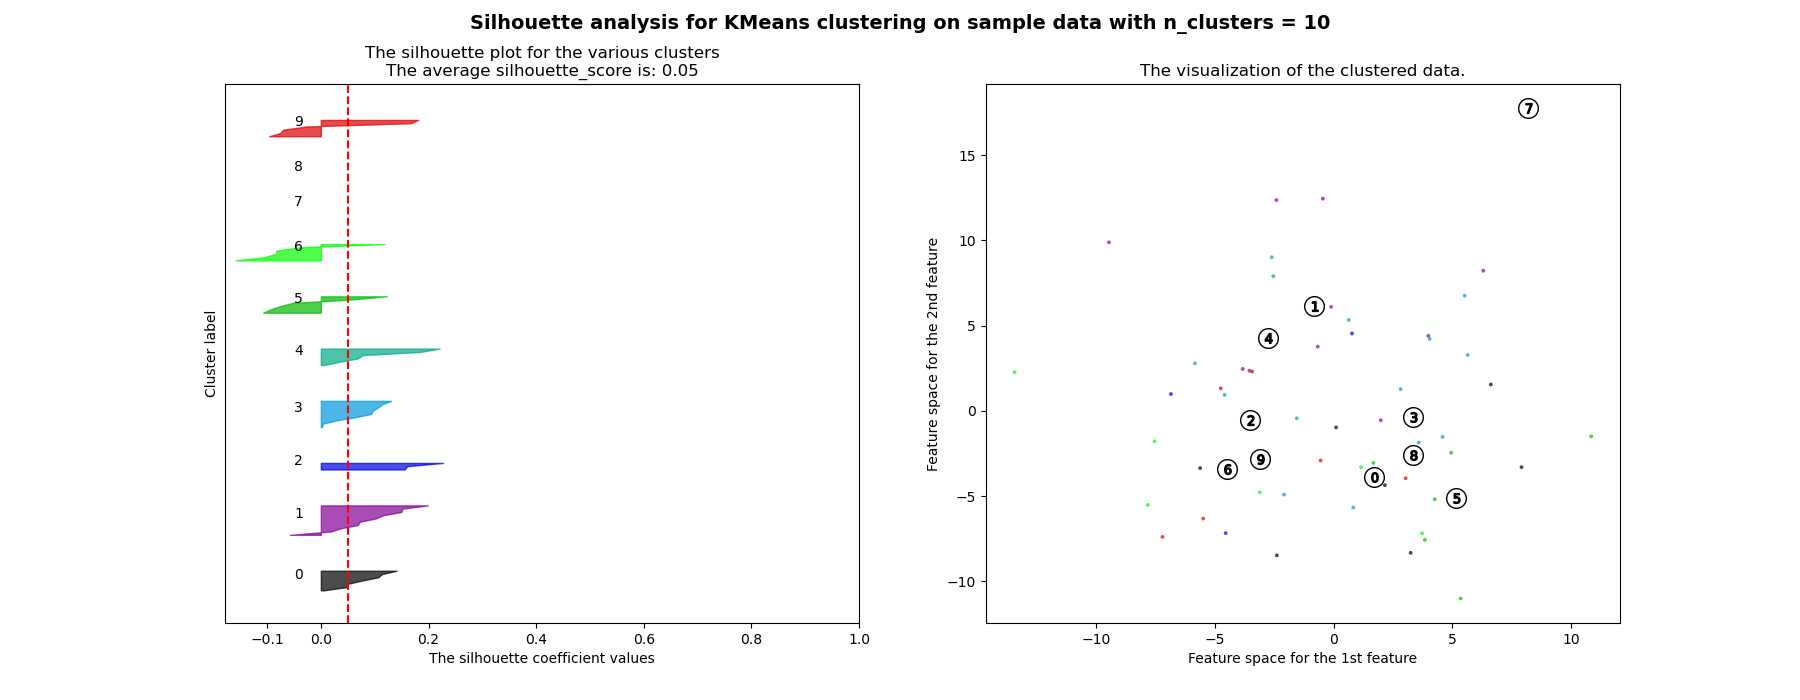 Silhouette analysis for KMeans clustering on sample data with n_clusters = 10
The silhouette plot for the various clusters
The average silhouette_score is: 0.05
Cluster label
9
8
7
6
5
4
3
2
1
0
−0.1 0.0 0.2 0.4 0.6 0.8 1.0
The silhouette coefficient values
The visualization of the clustered data.
Feature space for the 2nd feature
15
10
5
0
−5
−10
7
1
4
3
2
8
9
6
0
5
−10 −5 0 5 10
Feature space for the 1st feature